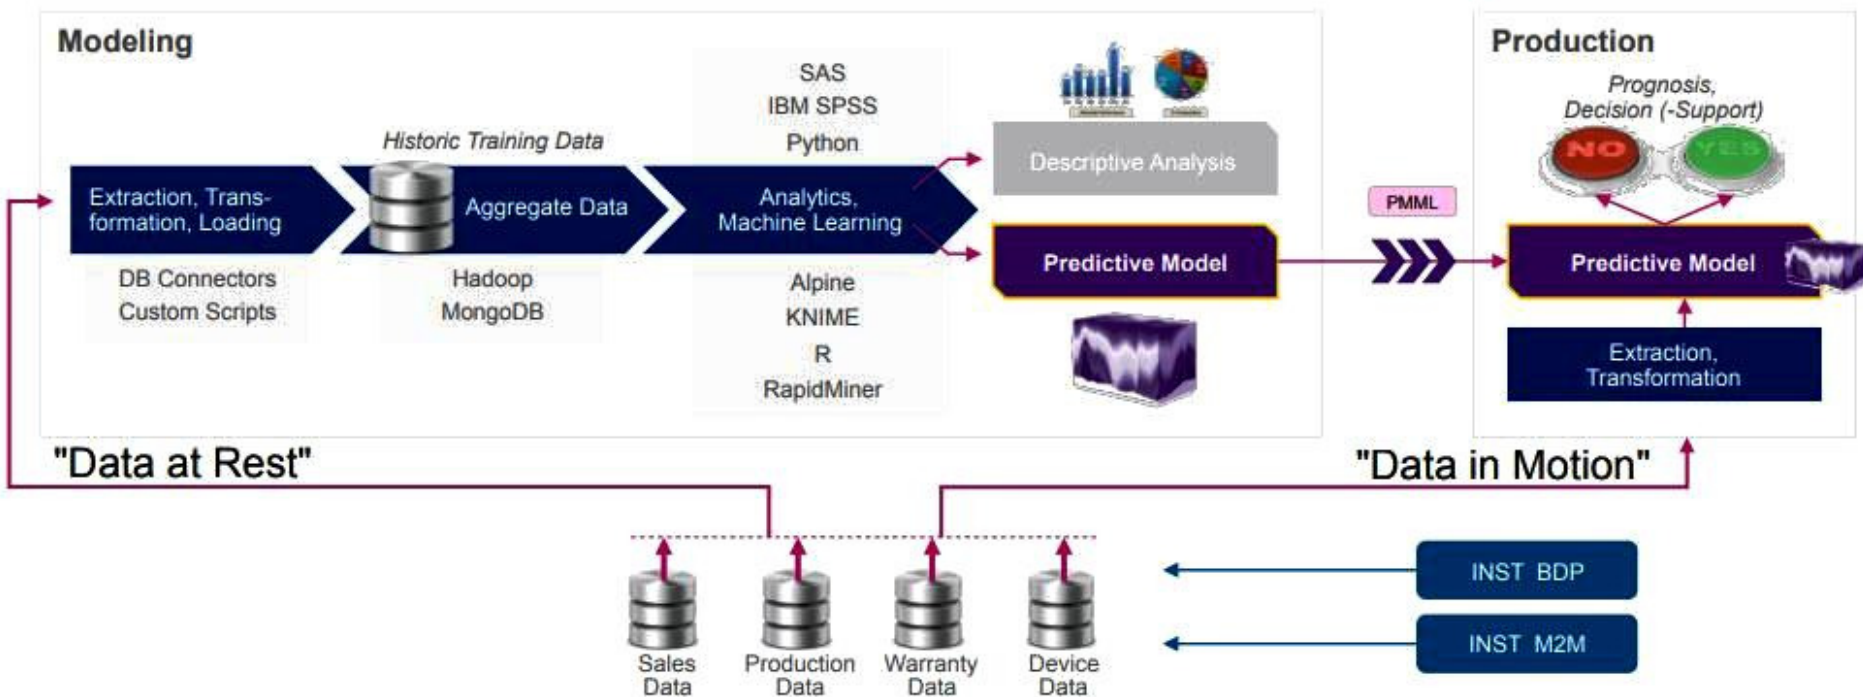 Modeling
SAS
IBM SPSS
Python
Historic Training Data
Extraction, Trans-
formation, Loading
Aggregate Data
Analytics,
Machine Learning
DB Connectors
Custom Scripts
Hadoop
MongoDB
Alpine
KNIME
R
RapidMiner
Descriptive Analysis
Predictive Model
PMML
Production
Prognosis,
Decision (-Support)
NO
YES
Predictive Model
Extraction,
Transformation
"Data at Rest"
"Data in Motion"
Sales
Data
Production
Data
Warranty
Data
Device
Data
INST BDP
INST M2M